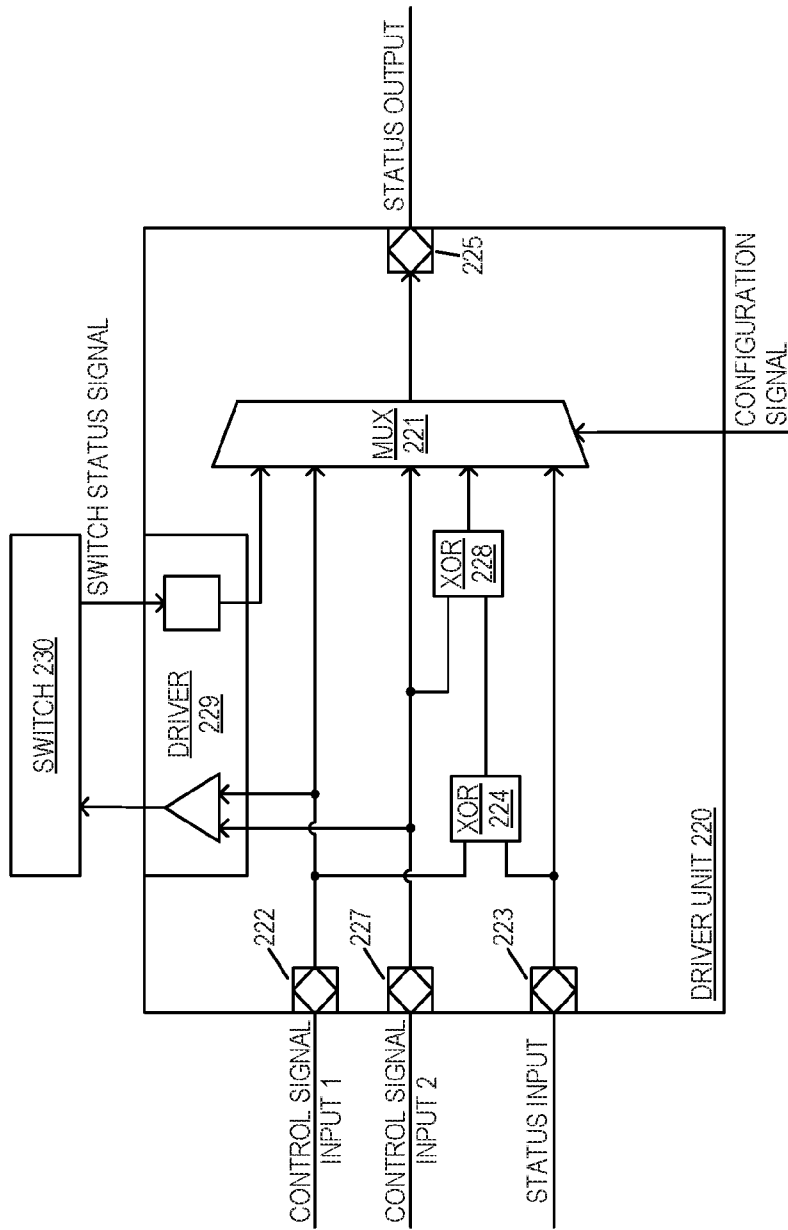 SWITCH 230
SWITCH STATUS SIGNAL
DRIVER
229
CONTROL SIGNAL
INPUT 1
222
CONTROL SIGNAL
INPUT 2
227
STATUS INPUT
223
XOR
224
XOR
228
MUX
221
225
STATUS OUTPUT
CONFIGURATION
SIGNAL
DRIVER UNIT 220